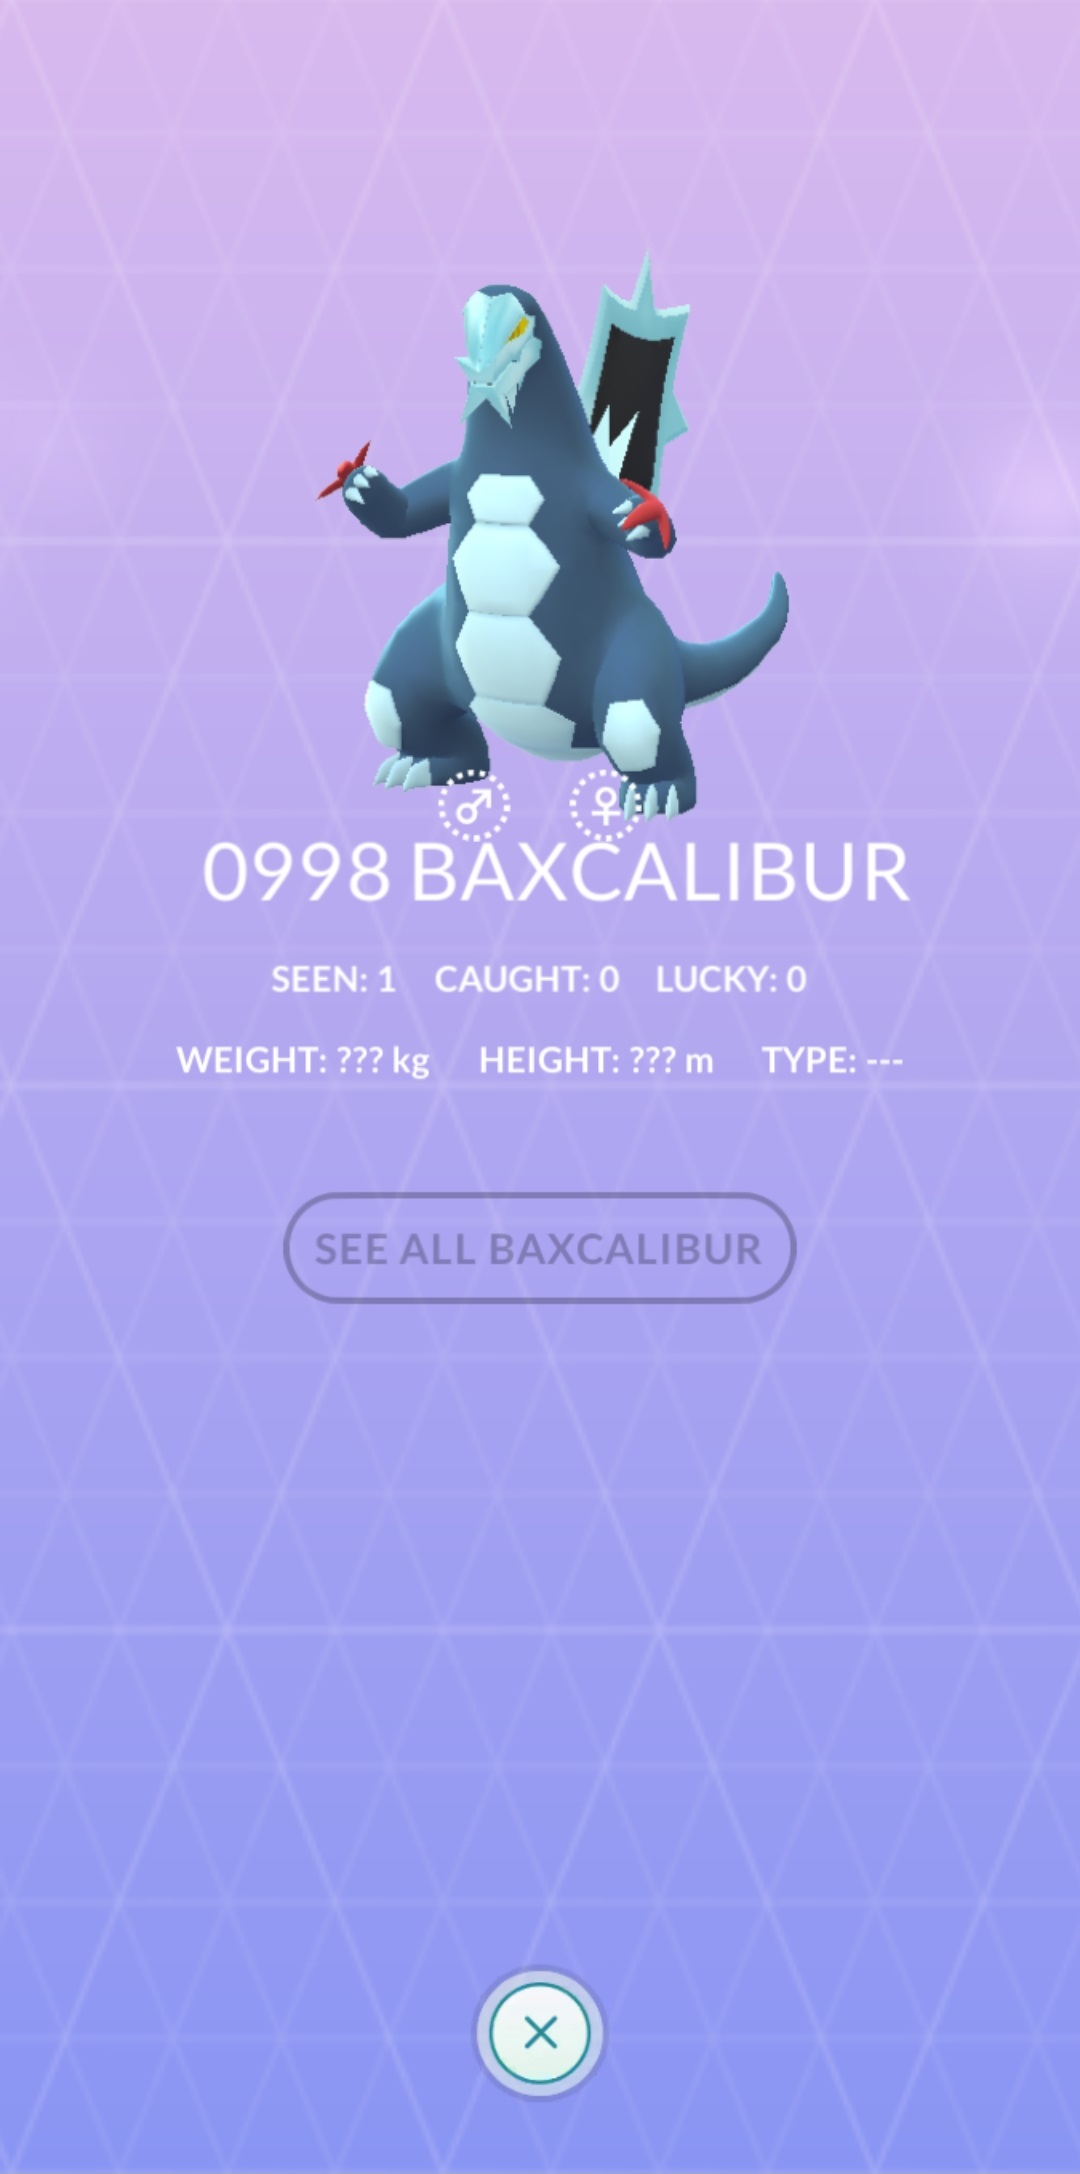 0998 BAXCALIBUR
SEEN: 1 CAUGHT: 0 LUCKY: 0
WEIGHT: ??? kg HEIGHT: ??? m TYPE: ---
SEE ALL BAXCALIBUR